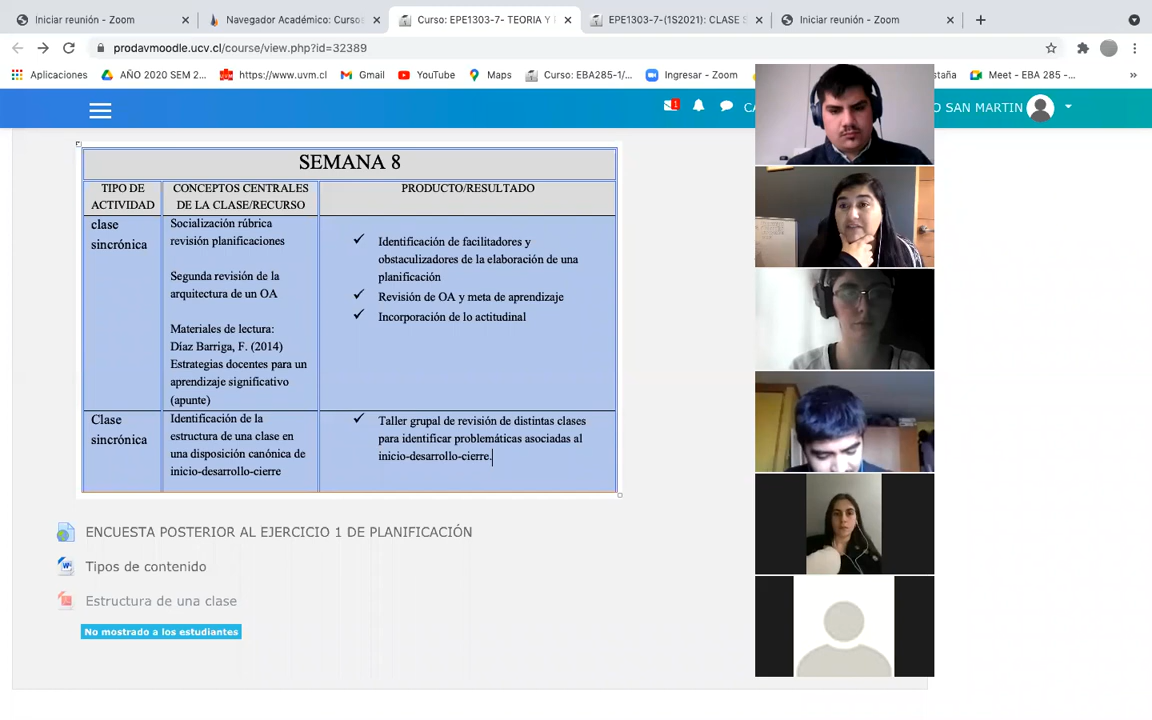 Iniciar reunión - Zoom
Navegador Académico: Curso:
Curso: EPE1303-7- TEORIA Y
EPE1303-7-(1S2021): CLASE S
Iniciar reunión - Zoom
prodavmoodle.ucv.cl/course/view.php?id=32389
Aplicaciones
AÑO 2020 SEM 2...
https://www.uvm.cl
Gmail
YouTube
Maps
Curso: EBA285-1/...
Ingresar - Zoom
Meet - EBA 285 -...
1
O SAN MARTIN
SEMANA 8
TIPO DE
ACTIVIDAD
CONCEPTOS CENTRALES
DE LA CLASE/RECURSO
PRODUCTO/RESULTADO
clase
sincrónica
Socialización rúbrica
revisión planificaciones
Segunda revisión de la
arquitectura de un OA
Materiales de lectura:
Díaz Barriga, F. (2014)
Estrategias docentes para un
aprendizaje significativo
(apunte)
Identificación de facilitadores y
obstaculizadores de la elaboración de una
planificación
Revisión de OA y meta de aprendizaje
Incorporación de lo actitudinal
Clase
sincrónica
Identificación de la
estructura de una clase en
una disposición canónica de
inicio-desarrollo-cierre
Taller grupal de revisión de distintas clases
para identificar problemáticas asociadas al
inicio-desarrollo-cierre.
ENCUESTA POSTERIOR AL EJERCICIO 1 DE PLANIFICACIÓN
Tipos de contenido
Estructura de una clase
No mostrado a los estudiantes